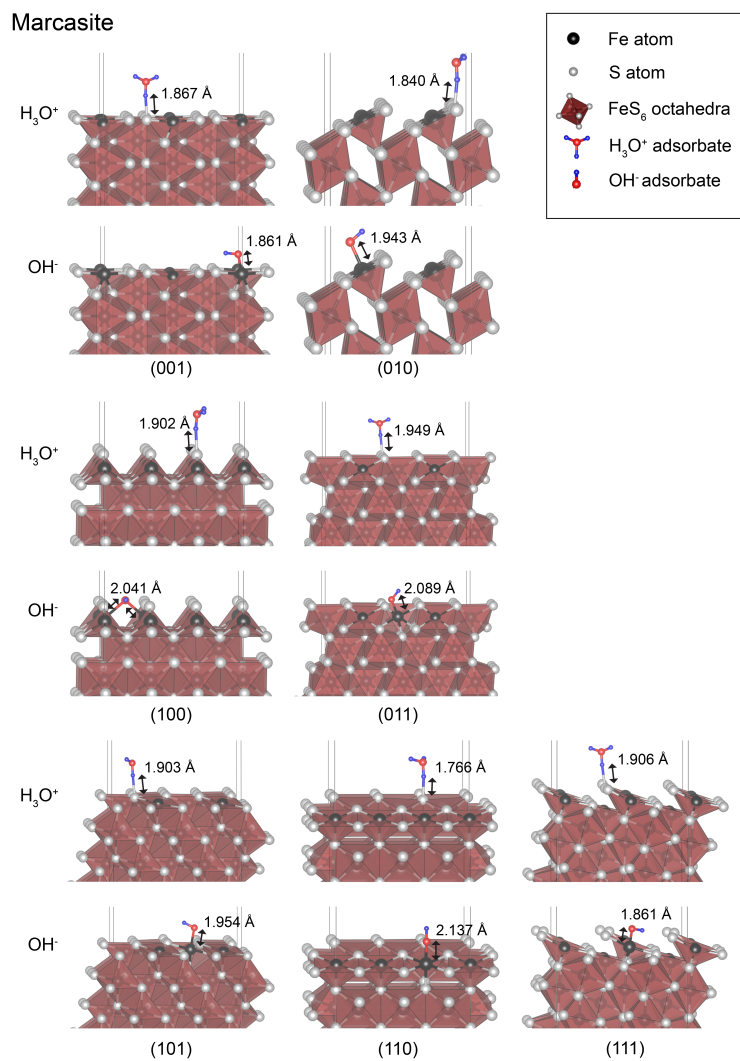 Marcasite
Fe atom
S atom
FeS₆ octahedra
H₃O⁺ adsorbate
OH⁻ adsorbate
H₃O⁺
1.867 Å
1.840 Å
OH⁻
1.861 Å
1.943 Å
(001)
(010)
H₃O⁺
1.902 Å
1.949 Å
OH⁻
2.041 Å
2.089 Å
(100)
(011)
H₃O⁺
1.903 Å
1.766 Å
1.906 Å
OH⁻
1.954 Å
2.137 Å
1.861 Å
(101)
(110)
(111)